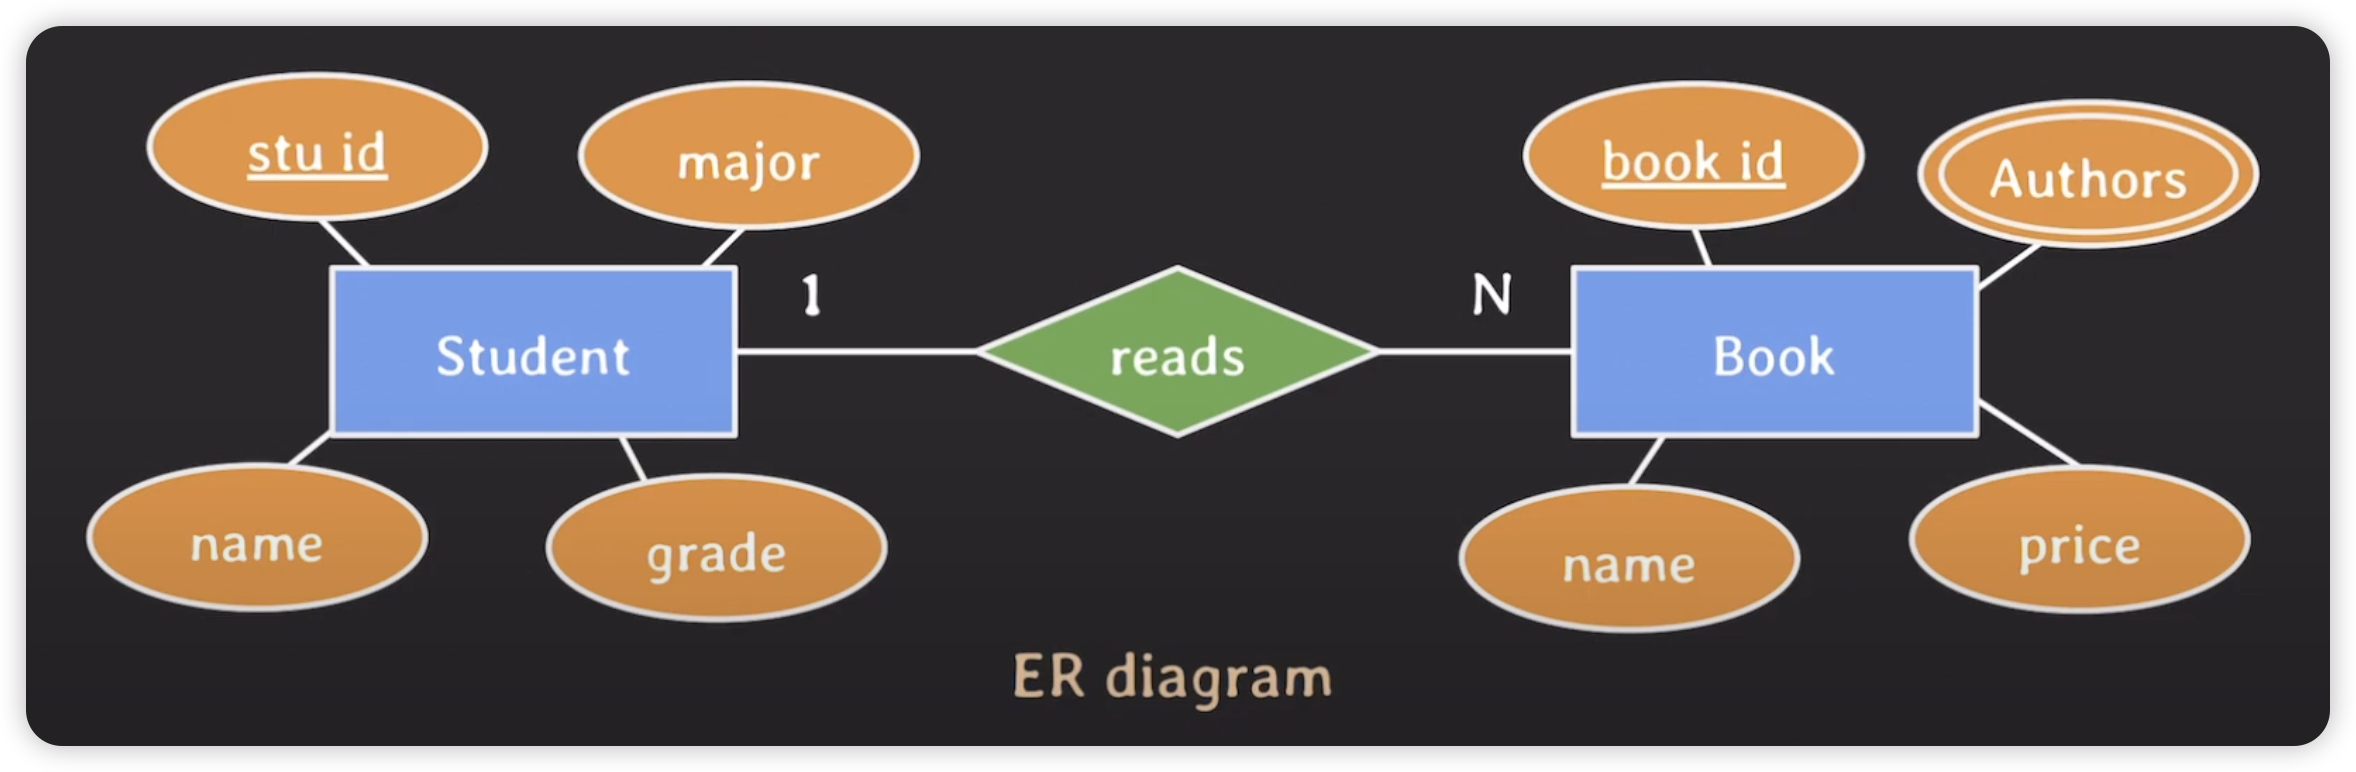 stu id
major
book id
Authors
1
N
Student
reads
Book
name
grade
name
price
ER diagram